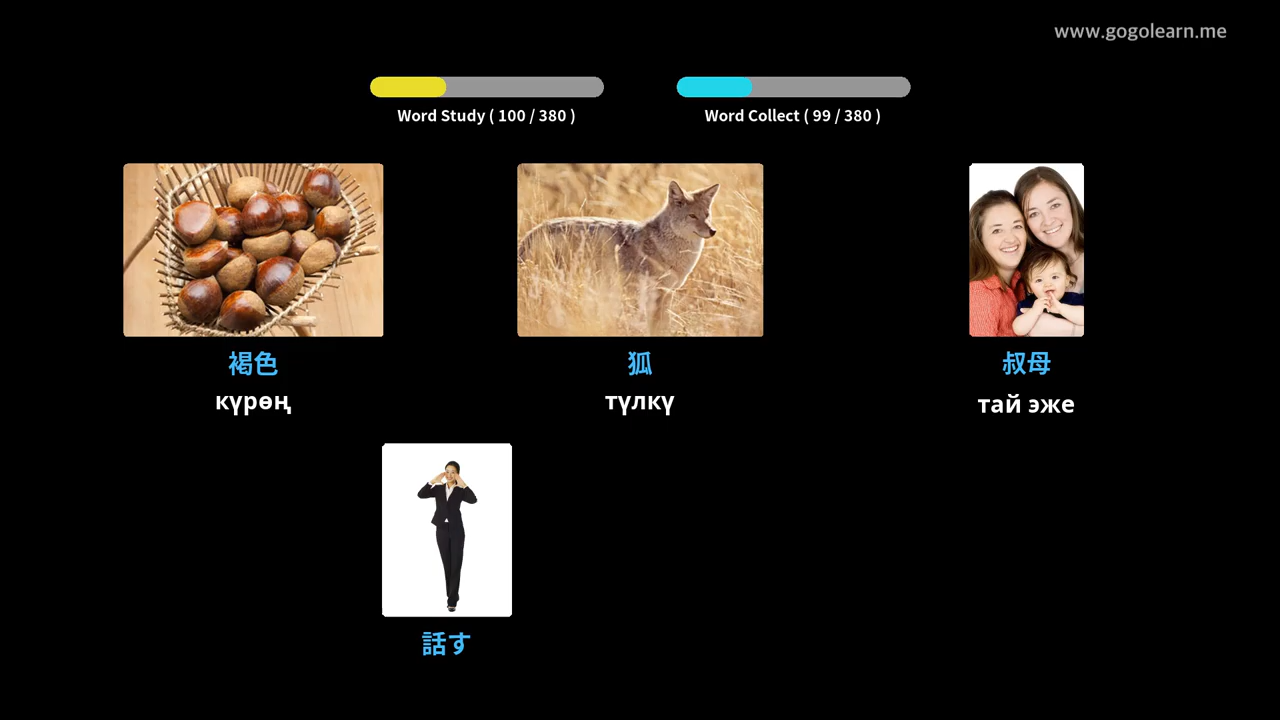 www.gogolearn.me
Word Study ( 100 / 380 )
Word Collect ( 99 / 380 )
褐色
күрөң
狐
түлкү
叔母
тай эже
話す